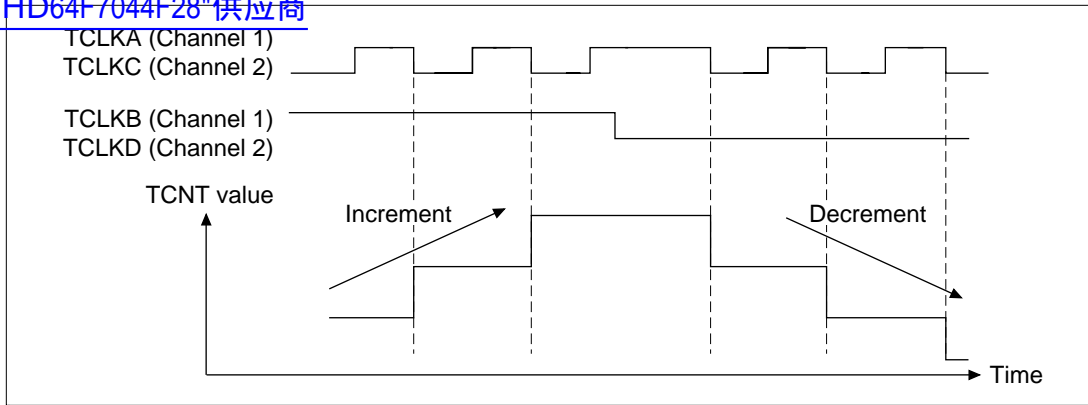 HD64F7044F28"供应商
TCLKA (Channel 1)
TCLKC (Channel 2)
TCLKB (Channel 1)
TCLKD (Channel 2)
TCNT value
Increment
Decrement
Time